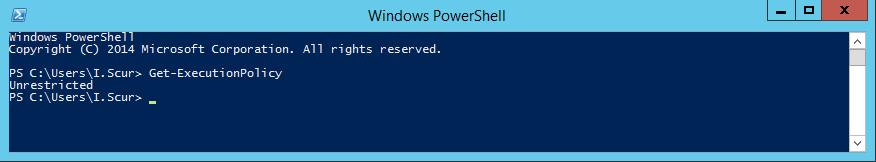 Windows PowerShell
Windows PowerShell
Copyright (C) 2014 Microsoft Corporation. All rights reserved.
PS C:\Users\I.Scur> Get-ExecutionPolicy
Unrestricted
PS C:\Users\I.Scur>